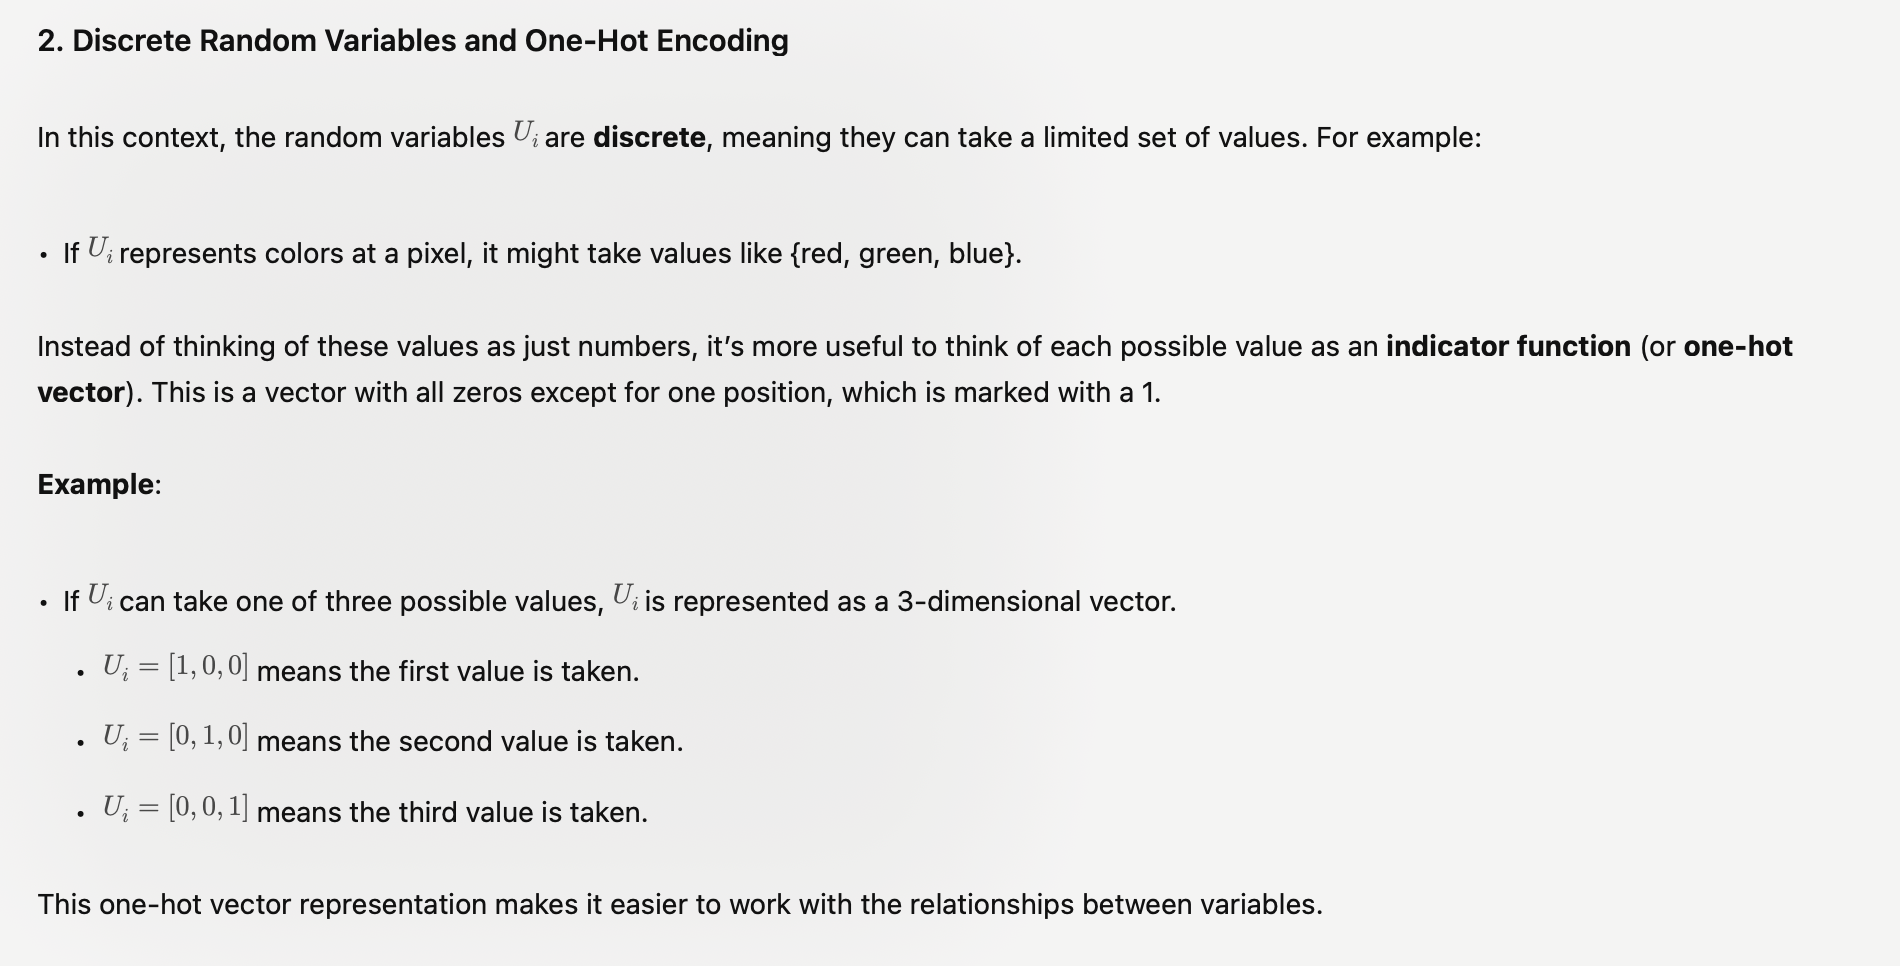 2. Discrete Random Variables and One-Hot Encoding
In this context, the random variables U_i are discrete, meaning they can take a limited set of values. For example:
• If U_i represents colors at a pixel, it might take values like {red, green, blue}.
Instead of thinking of these values as just numbers, it’s more useful to think of each possible value as an indicator function (or one-hot
vector). This is a vector with all zeros except for one position, which is marked with a 1.
Example:
• If U_i can take one of three possible values, U_i is represented as a 3-dimensional vector.
• U_i = [1, 0, 0] means the first value is taken.
• U_i = [0, 1, 0] means the second value is taken.
• U_i = [0, 0, 1] means the third value is taken.
This one-hot vector representation makes it easier to work with the relationships between variables.